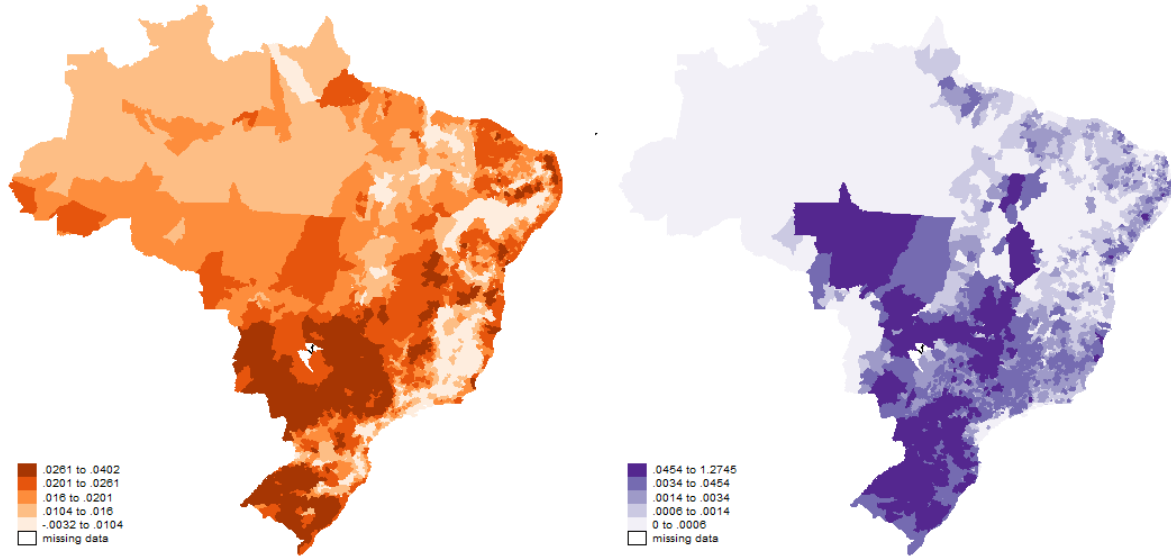 .0261 to .0402
.0201 to .0261
.016 to .0201
.0104 to .016
-.0032 to .0104
missing data
.0454 to 1.2745
.0034 to .0454
.0014 to .0034
.0006 to .0014
0 to .0006
missing data